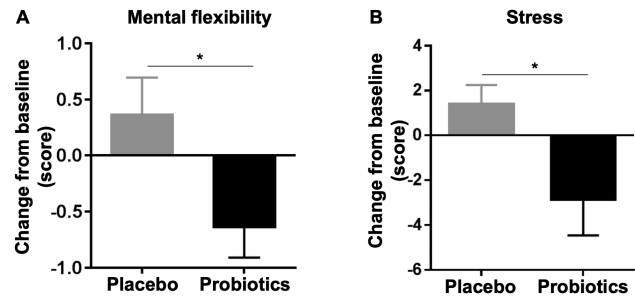 A
Mental flexibility
Change from baseline
(score)
1.0
0.5
0.0
-0.5
-1.0
*
Placebo
Probiotics
B
Stress
Change from baseline
(score)
4
2
0
-2
-4
-6
*
Placebo
Probiotics